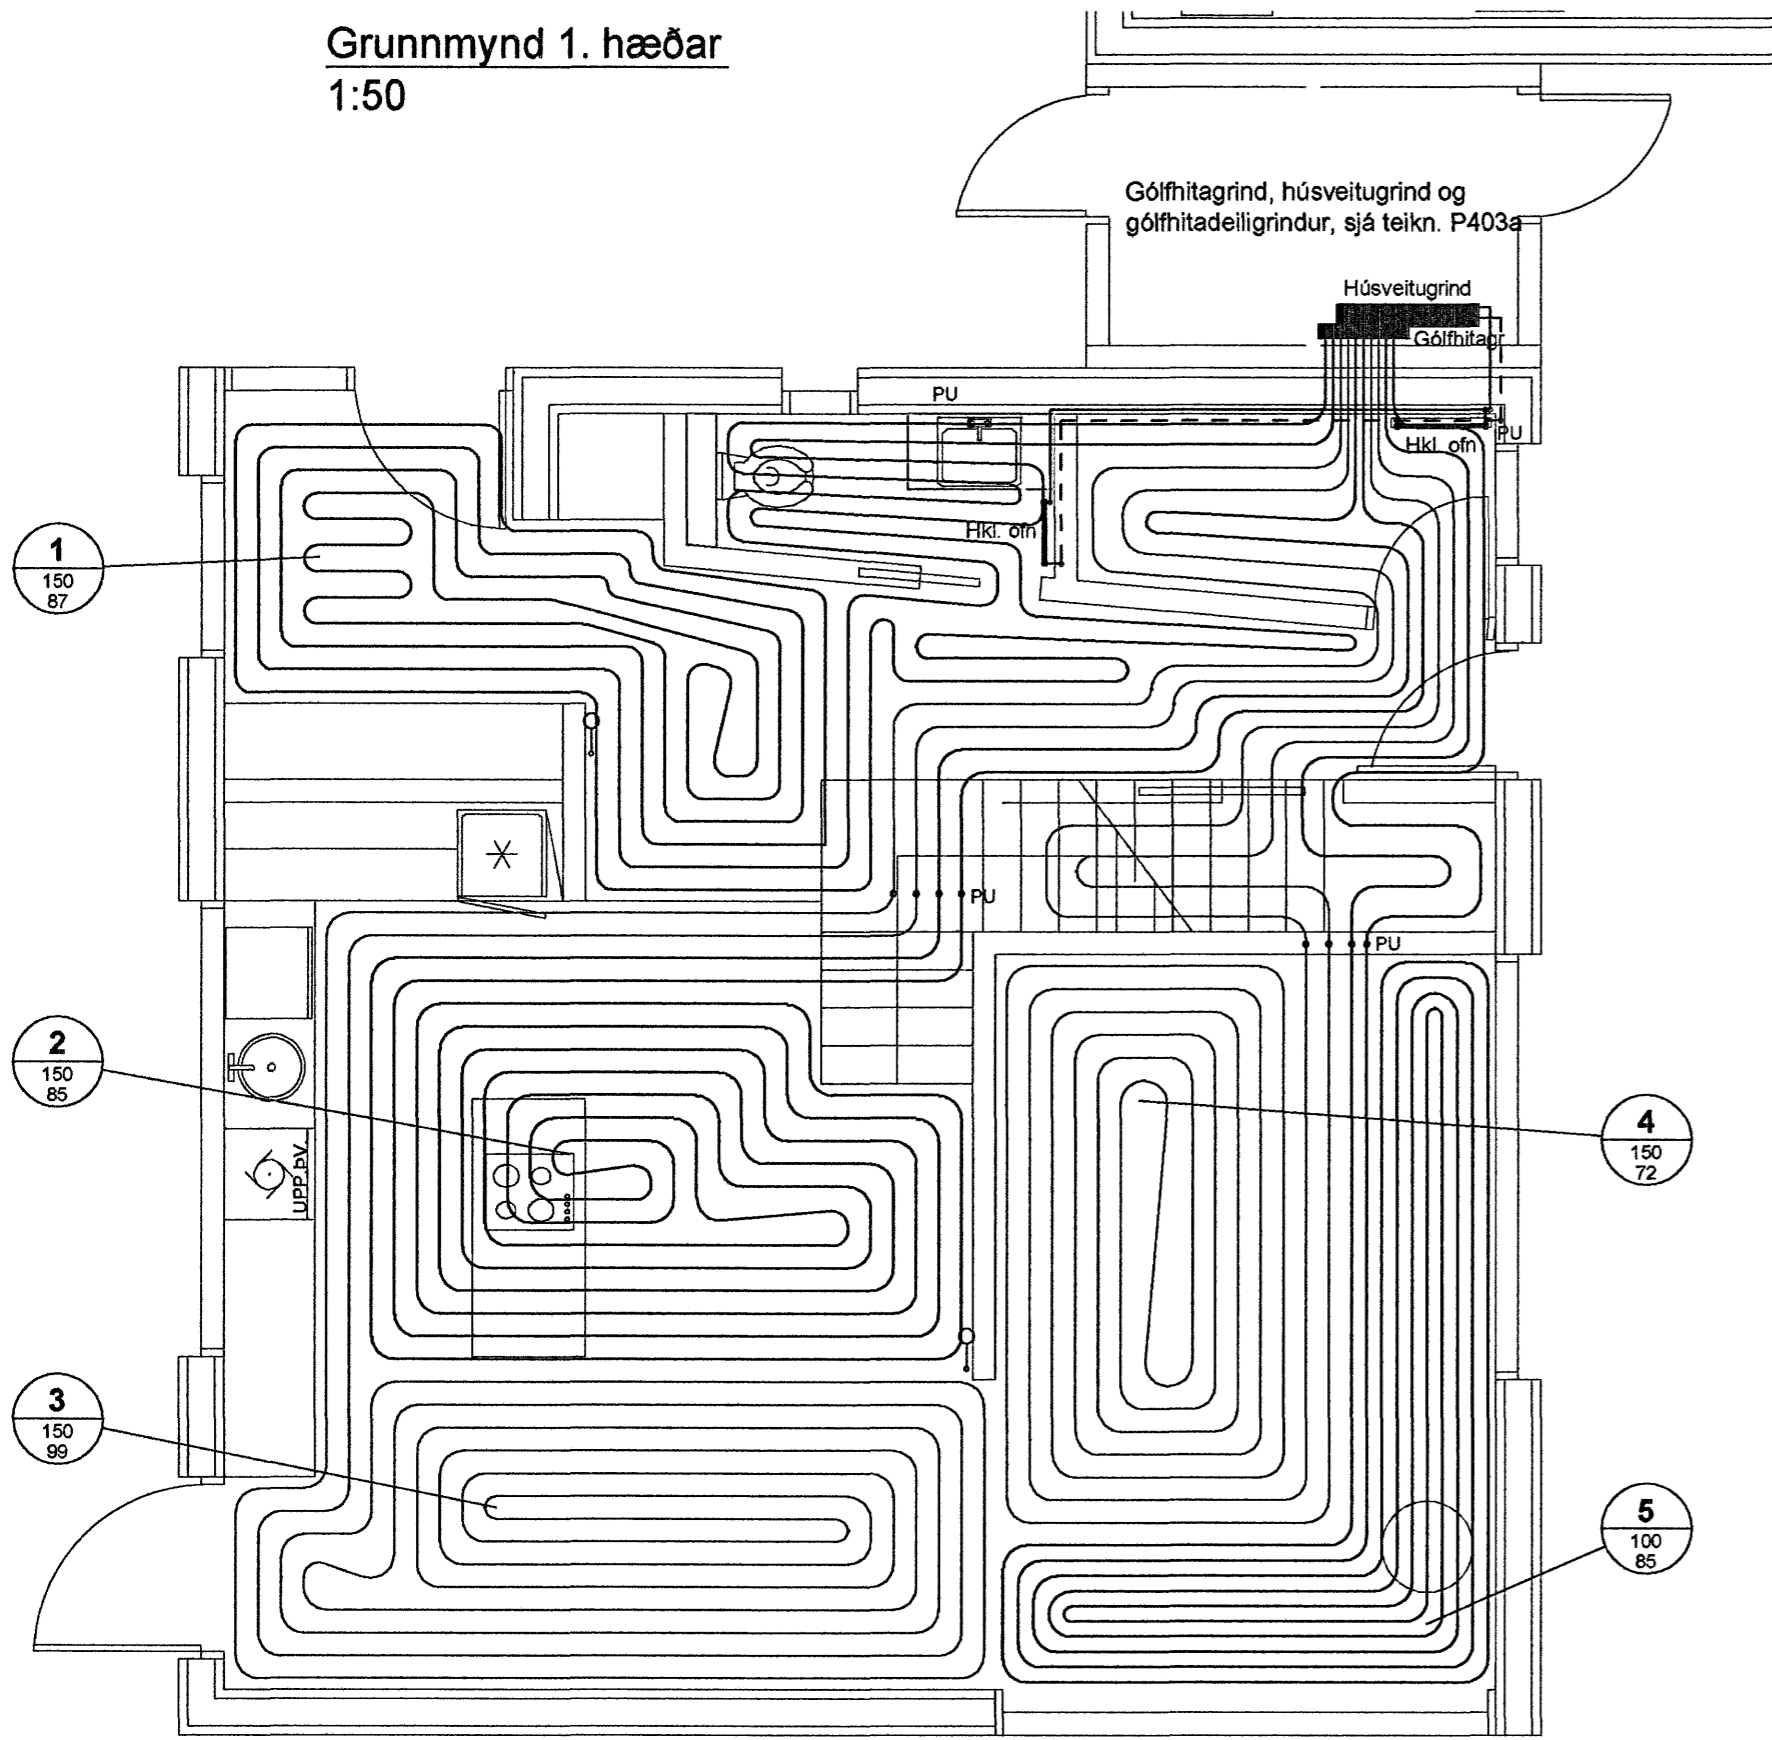 Grunnmynd 1. hæðar
1:50
Gólfhitagrind, húsveitugrind og
gólfhitadeiligrindur, sjá teikn. P403a
Húsveitugrind
Gólfhitagr
PU
Hkl. ofn
PU
Hkl. ofn
1
150
87
PU
PU
2
150
85
UPP.ÞV.
4
150
72
3
150
99
5
100
85